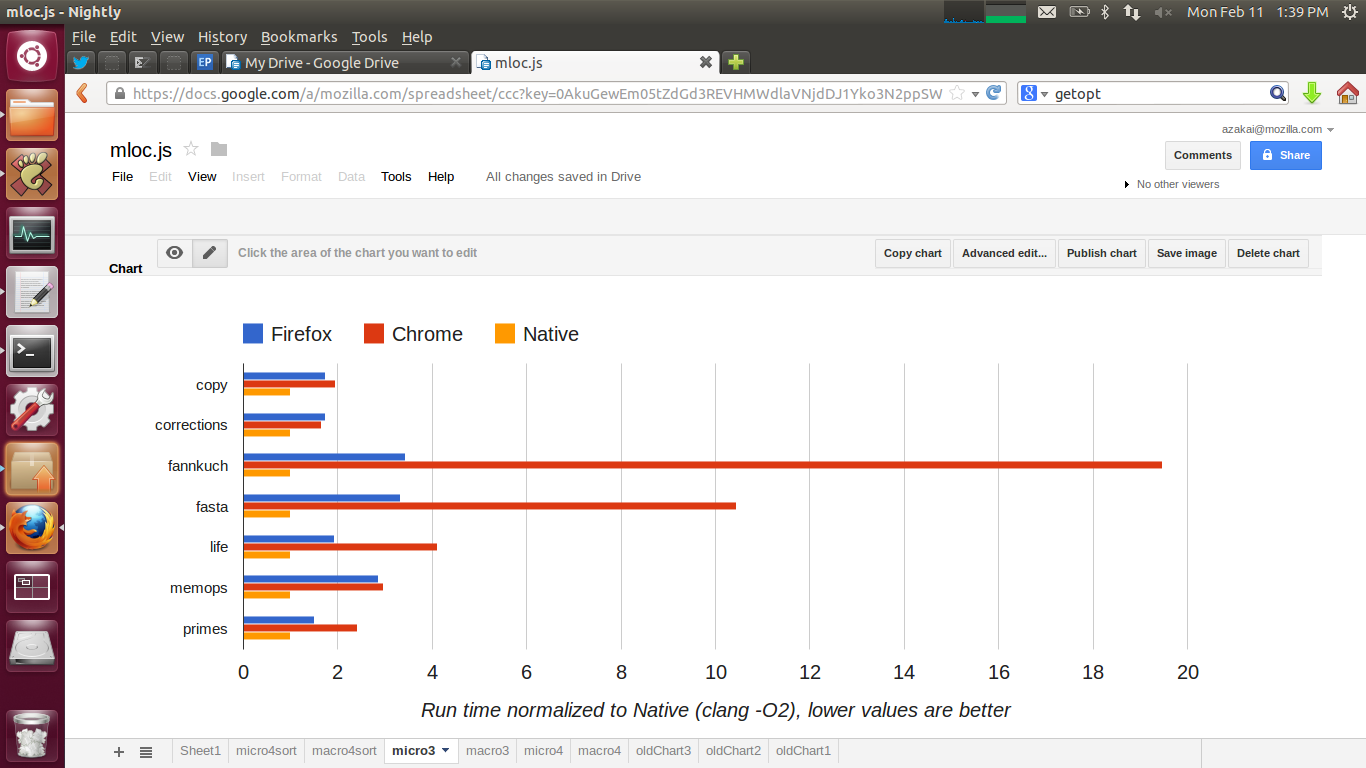 mloc.js - Nightly
Mon Feb 11 1:39 PM
File Edit View History Bookmarks Tools Help
EP My Drive - Google Drive mloc.js
https://docs.google.com/a/mozilla.com/spreadsheet/ccc?key=0AkuGewEm05tZdGd3REVHMWdlaVNjdDJ1Yko3N2ppSW
getopt
azakai@mozilla.com
mloc.js
Comments Share
File Edit View Insert Format Data Tools Help All changes saved in Drive
No other viewers
Chart
Click the area of the chart you want to edit
Copy chart Advanced edit... Publish chart Save image Delete chart
Firefox Chrome Native
copy
corrections
fannkuch
fasta
life
memops
primes
0 2 4 6 8 10 12 14 16 18 20
Run time normalized to Native (clang -O2), lower values are better
Sheet1 micro4sort macro4sort micro3 macro3 micro4 macro4 oldChart3 oldChart2 oldChart1